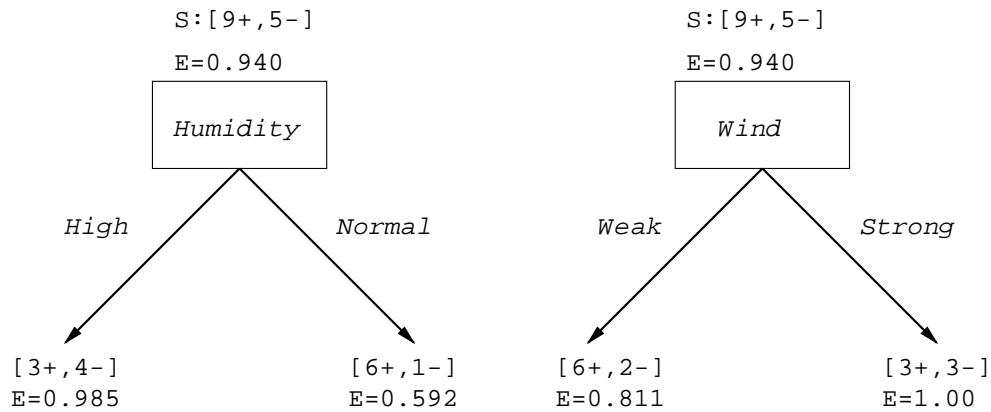 S:[9+,5-]
E=0.940
Humidity
High
Normal
[3+,4-]
E=0.985
[6+,1-]
E=0.592
S:[9+,5-]
E=0.940
Wind
Weak
Strong
[6+,2-]
E=0.811
[3+,3-]
E=1.00